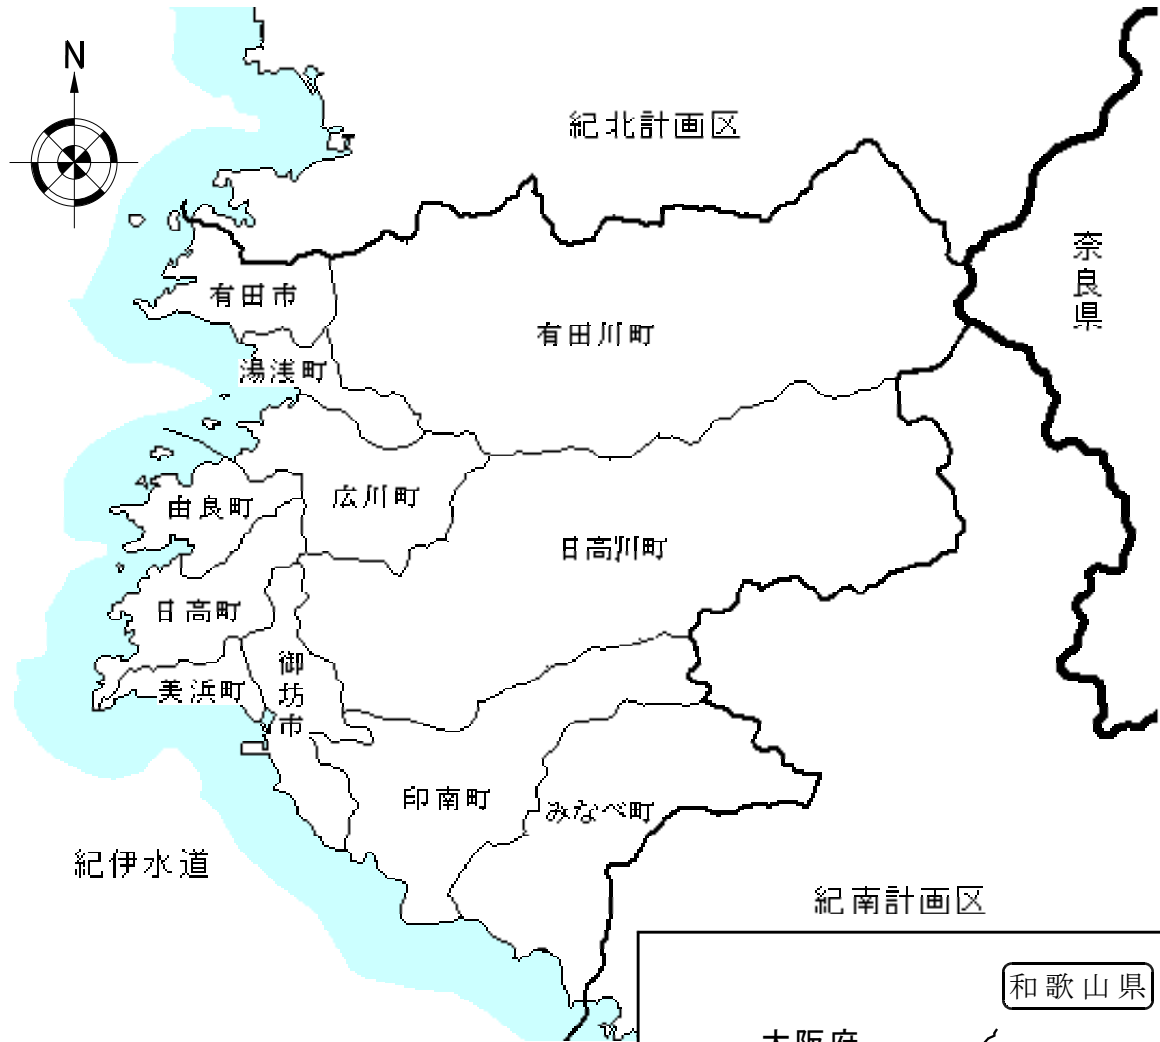 N
紀北計画区
奈良県
有田市
有田川町
湯浅町
広川町
由良町
日高川町
日高町
御坊市
美浜町
印南町
みなべ町
紀伊水道
紀南計画区
和歌山県
大阪府